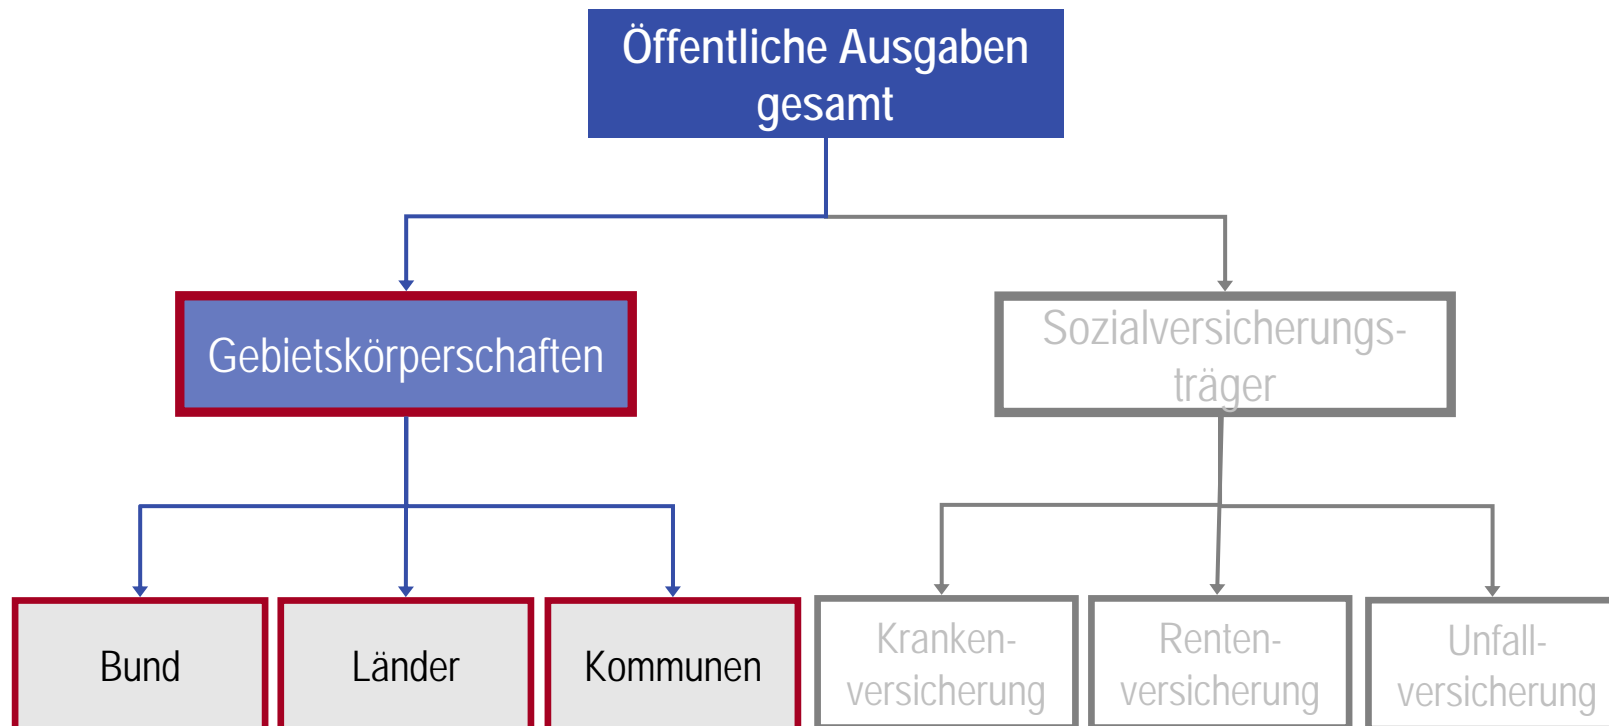 Öffentliche Ausgaben
gesamt
Gebietskörperschaften
Sozialversicherungs-
träger
Bund
Länder
Kommunen
Kranken-
versicherung
Renten-
versicherung
Unfall-
versicherung